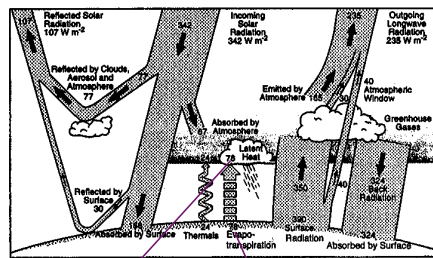 107
Reflected Solar
Radiation
107 W m-2
342
Incoming
Solar
Radiation
342 W m-2
235
Outgoing
Longwave
Radiation
235 W m-2
Reflected by Clouds,
Aerosol and
Atmosphere
77
77
Emitted by
Atmosphere
165
30
40
Atmospheric
Window
67
Absorbed by
Atmosphere
Greenhouse
Gases
24
78
Latent
Heat
350
40
324
Back
Radiation
Reflected by
Surface
30
168
Absorbed by Surface
24
Thermals
78
Evapo-
transpiration
390
Surface
Radiation
324
Absorbed by Surface